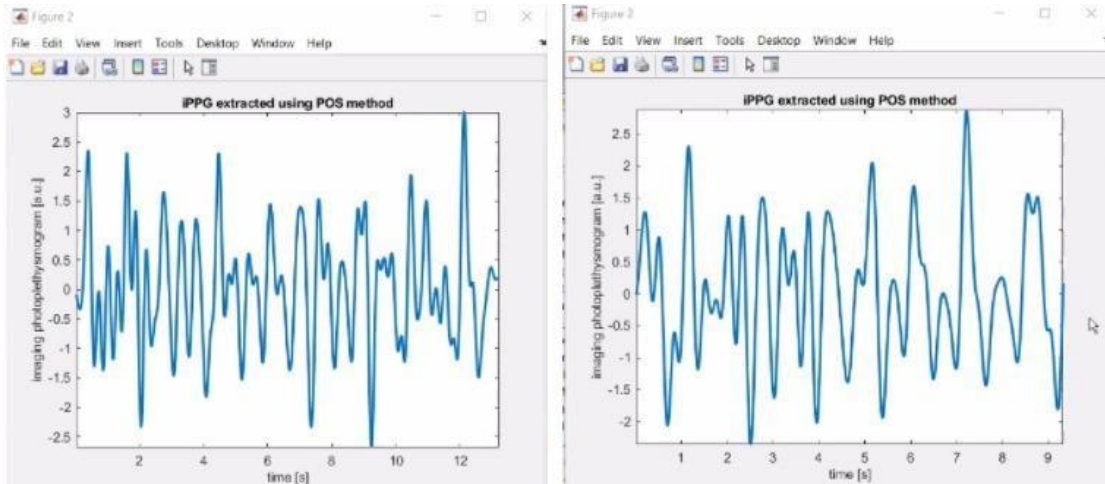 Figure 2
File Edit View Insert Tools Desktop Window Help
iPPG extracted using POS method
imaging photoplethysmogram [a.u.]
3
2.5
2
1.5
1
0.5
0
-0.5
-1
-1.5
-2
-2.5
2 4 6 8 10 12
time [s]
Figure 2
File Edit View Insert Tools Desktop Window Help
iPPG extracted using POS method
imaging photoplethysmogram [a.u.]
2.5
2
1.5
1
0.5
0
-0.5
-1
-1.5
-2
1 2 3 4 5 6 7 8 9
time [s]